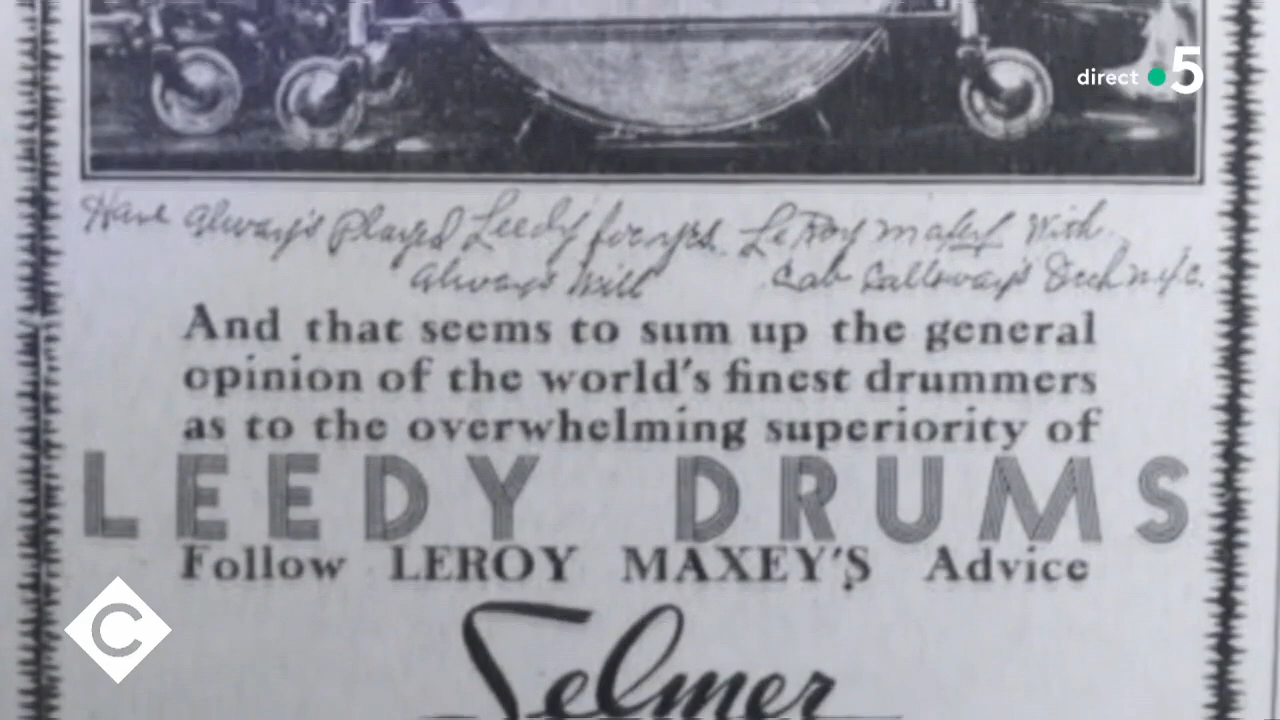 direct 5
Have Always Played Leedy for yrs. LeRoy Maxey With
Always Will Cab Calloway's
And that seems to sum up the general
opinion of the world's finest drummers
as to the overwhelming superiority of
LEEDY DRUMS
Follow LEROY MAXEY'S Advice
C
Selmer